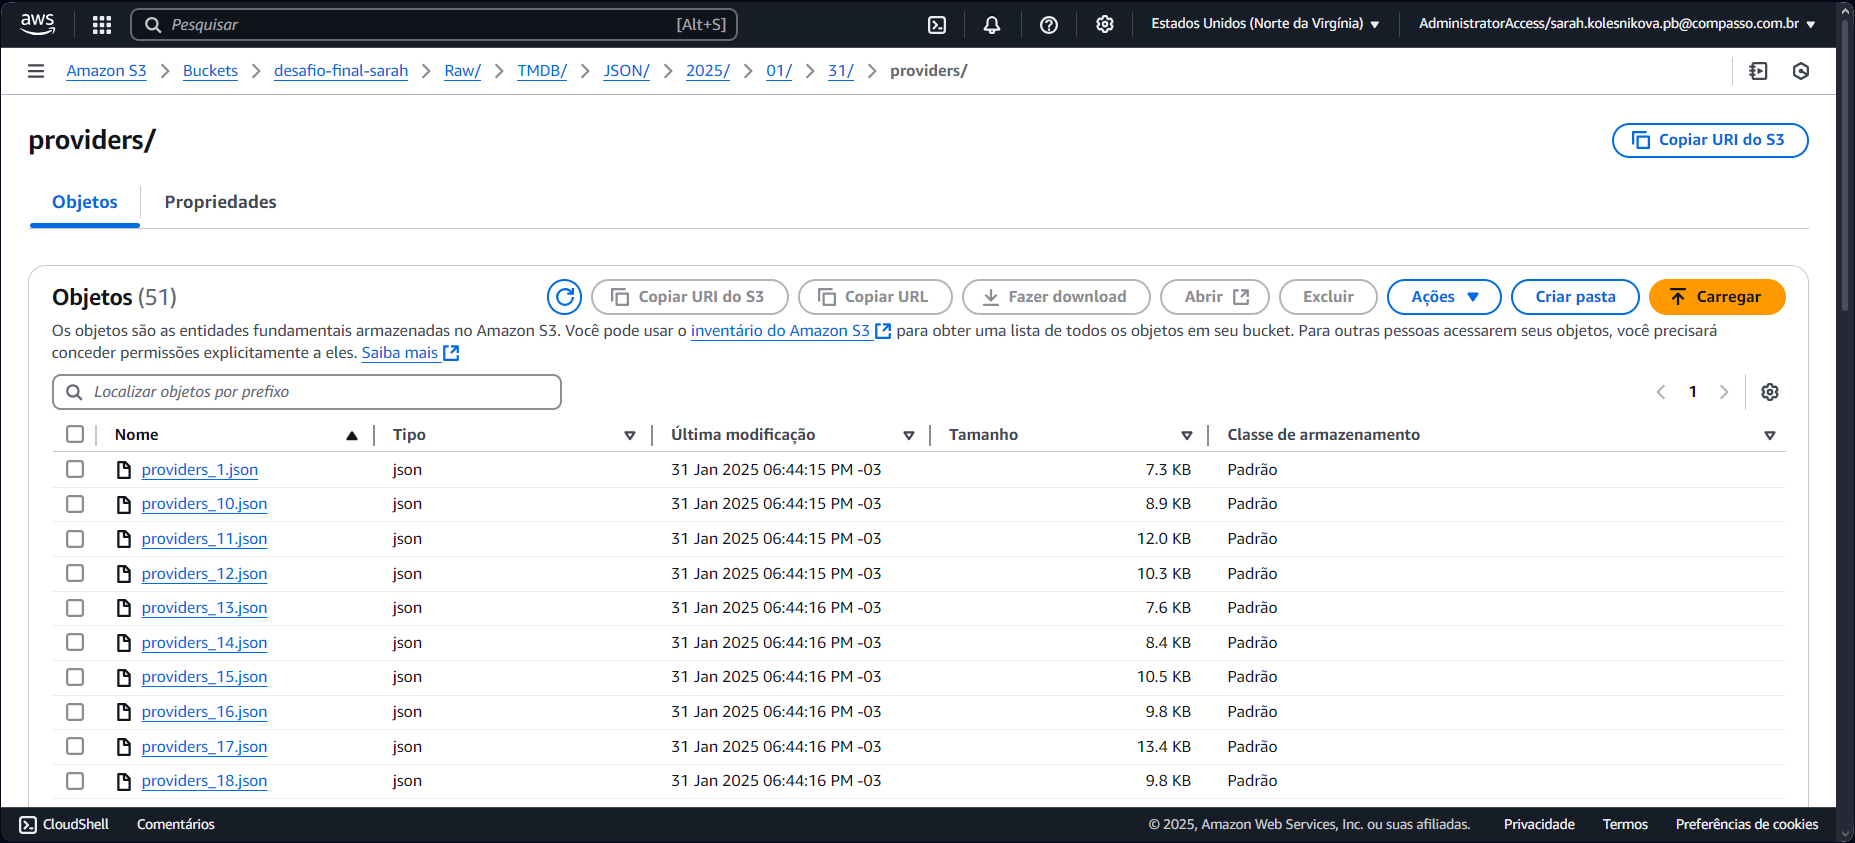 aws Pesquisar [Alt+S] Estados Unidos (Norte da Virgínia) AdministratorAccess/sarah.kolesnikova.pb@compasso.com.br
Amazon S3 Buckets desafio-final-sarah Raw/ TMDB/ JSON/ 2025/ 01/ 31/ providers/
providers/ Copiar URI do S3
Objetos Propriedades
Objetos (51) Copiar URI do S3 Copiar URL Fazer download Abrir Excluir Ações Criar pasta Carregar
Os objetos são as entidades fundamentais armazenadas no Amazon S3. Você pode usar o inventário do Amazon S3 para obter uma lista de todos os objetos em seu bucket. Para outras pessoas acessarem seus objetos, você precisará
conceder permissões explicitamente a eles. Saiba mais
Localizar objetos por prefixo 1
Nome Tipo Última modificação Tamanho Classe de armazenamento
providers_1.json json 31 Jan 2025 06:44:15 PM -03 7.3 KB Padrão
providers_10.json json 31 Jan 2025 06:44:15 PM -03 8.9 KB Padrão
providers_11.json json 31 Jan 2025 06:44:15 PM -03 12.0 KB Padrão
providers_12.json json 31 Jan 2025 06:44:15 PM -03 10.3 KB Padrão
providers_13.json json 31 Jan 2025 06:44:16 PM -03 7.6 KB Padrão
providers_14.json json 31 Jan 2025 06:44:16 PM -03 8.4 KB Padrão
providers_15.json json 31 Jan 2025 06:44:16 PM -03 10.5 KB Padrão
providers_16.json json 31 Jan 2025 06:44:16 PM -03 9.8 KB Padrão
providers_17.json json 31 Jan 2025 06:44:16 PM -03 13.4 KB Padrão
providers_18.json json 31 Jan 2025 06:44:16 PM -03 9.8 KB Padrão
CloudShell Comentários © 2025, Amazon Web Services, Inc. ou suas afiliadas. Privacidade Termos Preferências de cookies